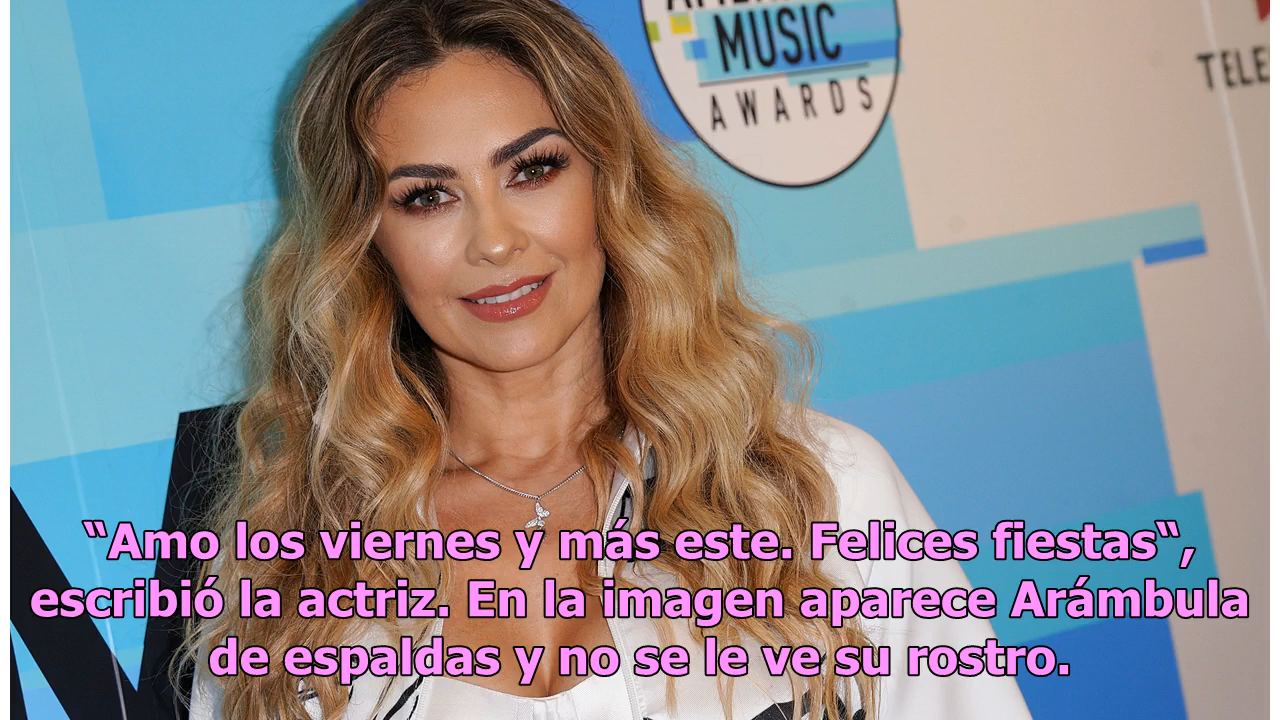 MUSIC
AWARDS
“Amo los viernes y más este. Felices fiestas“,
escribió la actriz. En la imagen aparece Arámbula
de espaldas y no se le ve su rostro.